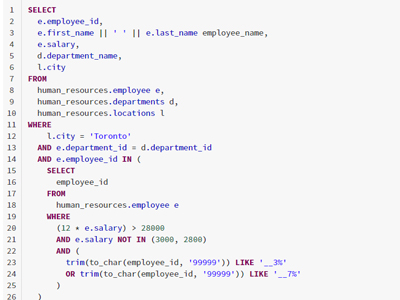 1 SELECT
2 e.employee_id,
3 e.first_name || ' ' || e.last_name employee_name,
4 e.salary,
5 d.department_name,
6 l.city
7 FROM
8 human_resources.employee e,
9 human_resources.departments d,
10 human_resources.locations l
11 WHERE
12 l.city = 'Toronto'
13 AND e.department_id = d.department_id
14 AND e.employee_id IN (
15 SELECT
16 employee_id
17 FROM
18 human_resources.employee e
19 WHERE
20 (12 * e.salary) > 28000
21 AND e.salary NOT IN (3000, 2800)
22 AND (
23 trim(to_char(employee_id, '99999')) LIKE '__3%'
24 OR trim(to_char(employee_id, '99999')) LIKE '__7%'
25 )
26 )